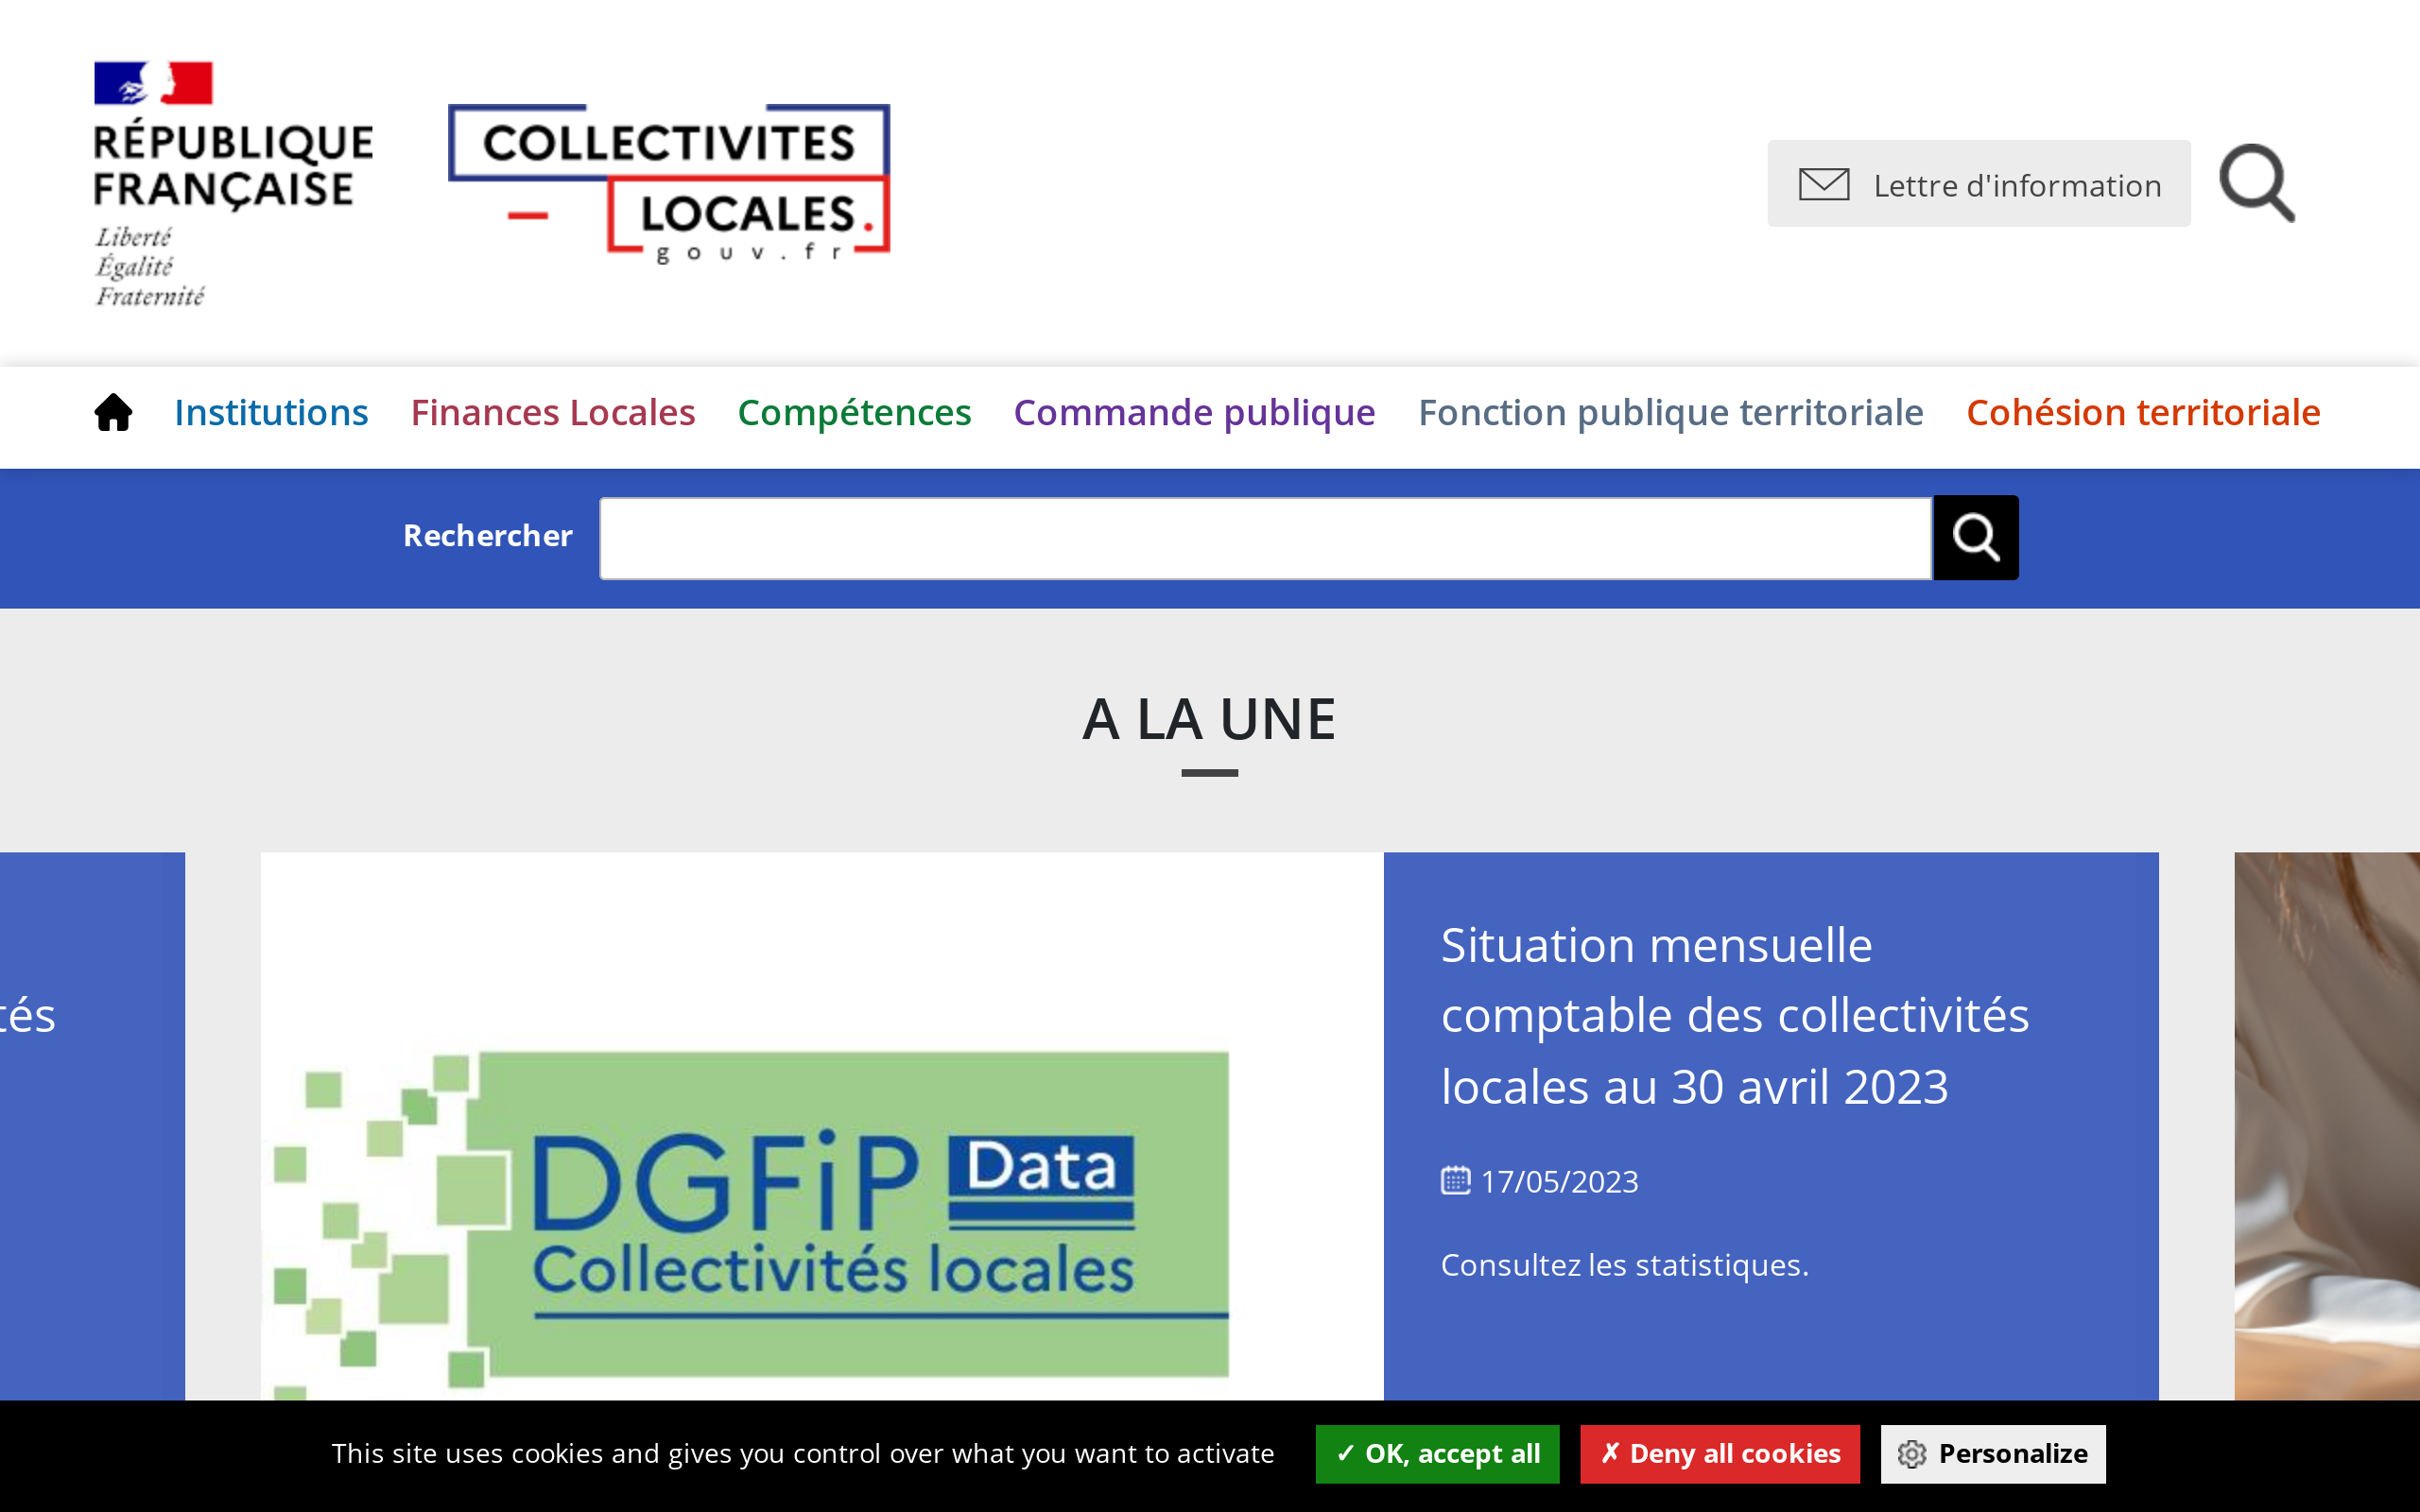 RÉPUBLIQUE
FRANÇAISE
Liberté
Égalité
Fraternité
COLLECTIVITES
LOCALES.
gouv.fr
Lettre d'information
Institutions Finances Locales Compétences Commande publique Fonction publique territoriale Cohésion territoriale
Rechercher
A LA UNE
tés
DGFiP Data
Collectivités locales
Situation mensuelle
comptable des collectivités
locales au 30 avril 2023
17/05/2023
Consultez les statistiques.
This site uses cookies and gives you control over what you want to activate
✓ OK, accept all
✗ Deny all cookies
Personalize